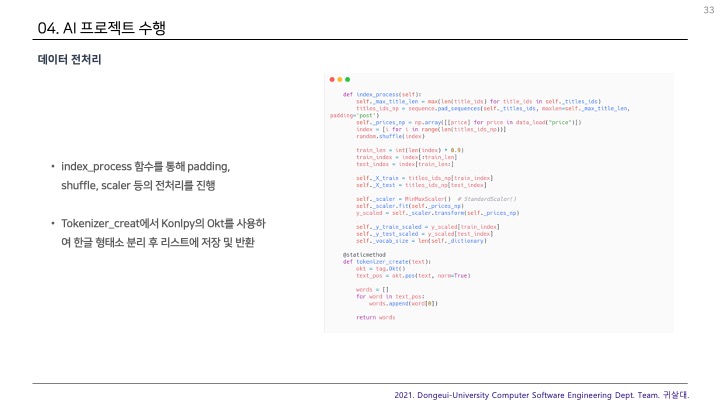 33
04. AI 프로젝트 수행
데이터 전처리
• index_process 함수를 통해 padding,
shuffle, scaler 등의 전처리를 진행
• Tokenizer_creat에서 Konlpy의 Okt를 사용하
여 한글 형태소 분리 후 리스트에 저장 및 반환
def index_process(self):
self._max_title_len = max(len(title_ids) for title_ids in self._titles_ids)
titles_ids_np = sequence.pad_sequences(self._titles_ids, maxlen=self._max_title_len,
padding='post')
self._prices_np = np.array([[price] for price in data_load("price")])
index = [i for i in range(len(titles_ids_np))]
random.shuffle(index)
train_len = int(len(index) * 0.9)
train_index = index[:train_len]
test_index = index[train_len:]
self._X_train = titles_ids_np[train_index]
self._X_test = titles_ids_np[test_index]
self._scaler = MinMaxScaler() # StandardScaler()
self._scaler.fit(self._prices_np)
y_scaled = self._scaler.transform(self._prices_np)
self._y_train_scaled = y_scaled[train_index]
self._y_test_scaled = y_scaled[test_index]
self._vocab_size = len(self._dictionary)
@staticmethod
def tokenizer_create(text):
okt = tag.Okt()
text_pos = okt.pos(text, norm=True)
words = []
for word in text_pos:
words.append(word[0])
return words
2021. Dongeui-University Computer Software Engineering Dept. Team. 귀살대.